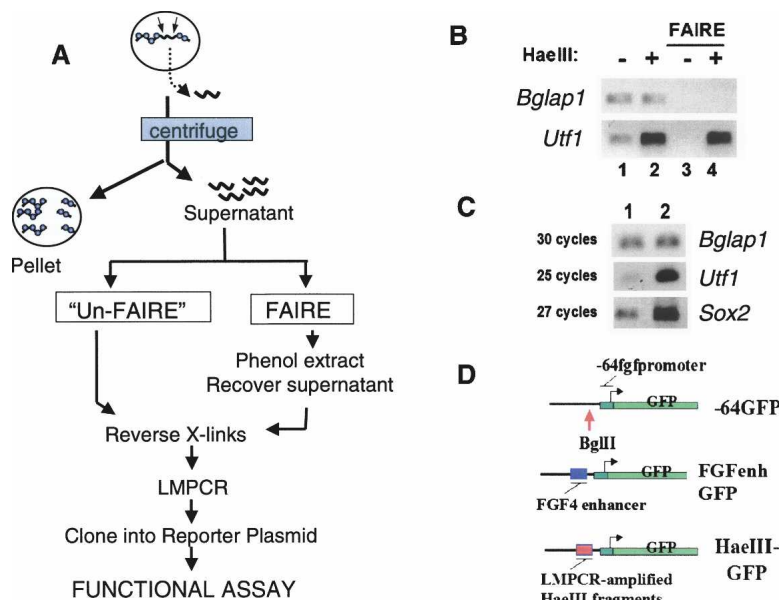 A
centrifuge
Supernatant
Pellet
"Un-FAIRE"
FAIRE
Phenol extract
Recover supernatant
Reverse X-links
LMPCR
Clone into Reporter Plasmid
FUNCTIONAL ASSAY
B
FAIRE
HaeIII: - + - +
Bglap1
Utf1
1 2 3 4
C
1 2
30 cycles Bglap1
25 cycles Utf1
27 cycles Sox2
D
-64fgfpromoter
GFP
-64GFP
BglII
GFP
FGFenh
GFP
FGF4 enhancer
GFP
HaeIII-
GFP
LMPCR-amplified
HaeIII fragments